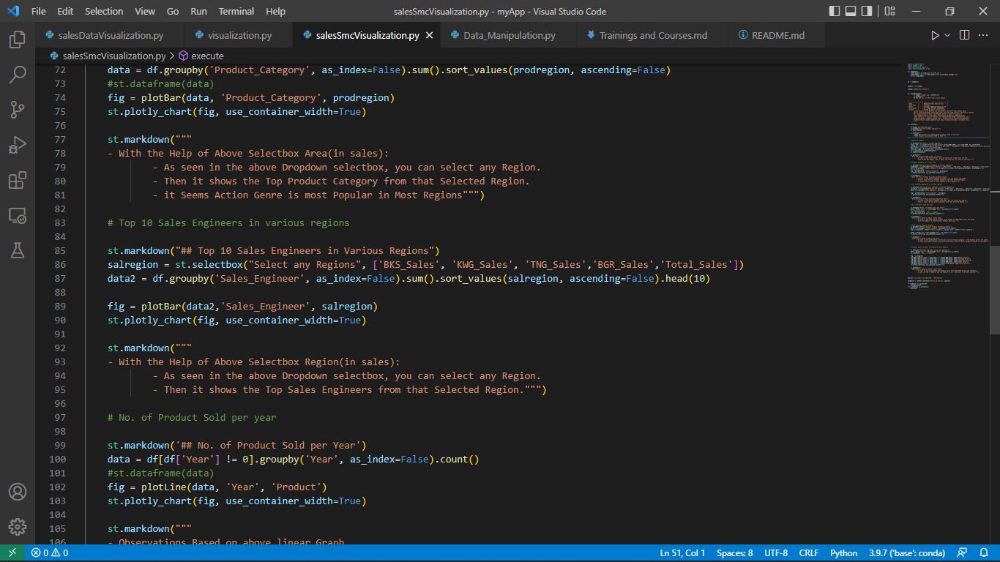 File Edit Selection View Go Run Terminal Help salesSmcVisualization.py - myApp - Visual Studio Code
salesDataVisualization.py visualization.py salesSmcVisualization.py Data_Manipulation.py Trainings and Courses.md README.md
salesSmcVisualization.py > execute
72 data = df.groupby('Product_Category', as_index=False).sum().sort_values(prodregion, ascending=False)
73 #st.dataframe(data)
74 fig = plotBar(data, 'Product_Category', prodregion)
75 st.plotly_chart(fig, use_container_width=True)
76
77 st.markdown("""
78 - With the Help of Above Selectbox Area(in sales):
79 - As seen in the above Dropdown selectbox, you can select any Region.
80 - Then it shows the Top Product Category from that Selected Region.
81 - it Seems Action Genre is most Popular in Most Regions""")
82
83 # Top 10 Sales Engineers in various regions
84
85 st.markdown("## Top 10 Sales Engineers in Various Regions")
86 salregion = st.selectbox("Select any Regions", ['BKS_Sales', 'KWG_Sales', 'TNG_Sales','BGR_Sales','Total_Sales'])
87 data2 = df.groupby('Sales_Engineer', as_index=False).sum().sort_values(salregion, ascending=False).head(10)
88
89 fig = plotBar(data2,'Sales_Engineer', salregion)
90 st.plotly_chart(fig, use_container_width=True)
91
92 st.markdown("""
93 - With the Help of Above Selectbox Region(in sales):
94 - As seen in the above Dropdown selectbox, you can select any Region.
95 - Then it shows the Top Sales Engineers from that Selected Region.""")
96
97 # No. of Product Sold per year
98
99 st.markdown('## No. of Product Sold per Year')
100 data = df[df['Year'] != 0].groupby('Year', as_index=False).count()
101 #st.dataframe(data)
102 fig = plotLine(data, 'Year', 'Product')
103 st.plotly_chart(fig, use_container_width=True)
104
105 st.markdown("""
106 - Observations Based on above linear Graph
0 0 Ln 51, Col 1 Spaces: 8 UTF-8 CRLF Python 3.9.7 ('base': conda)